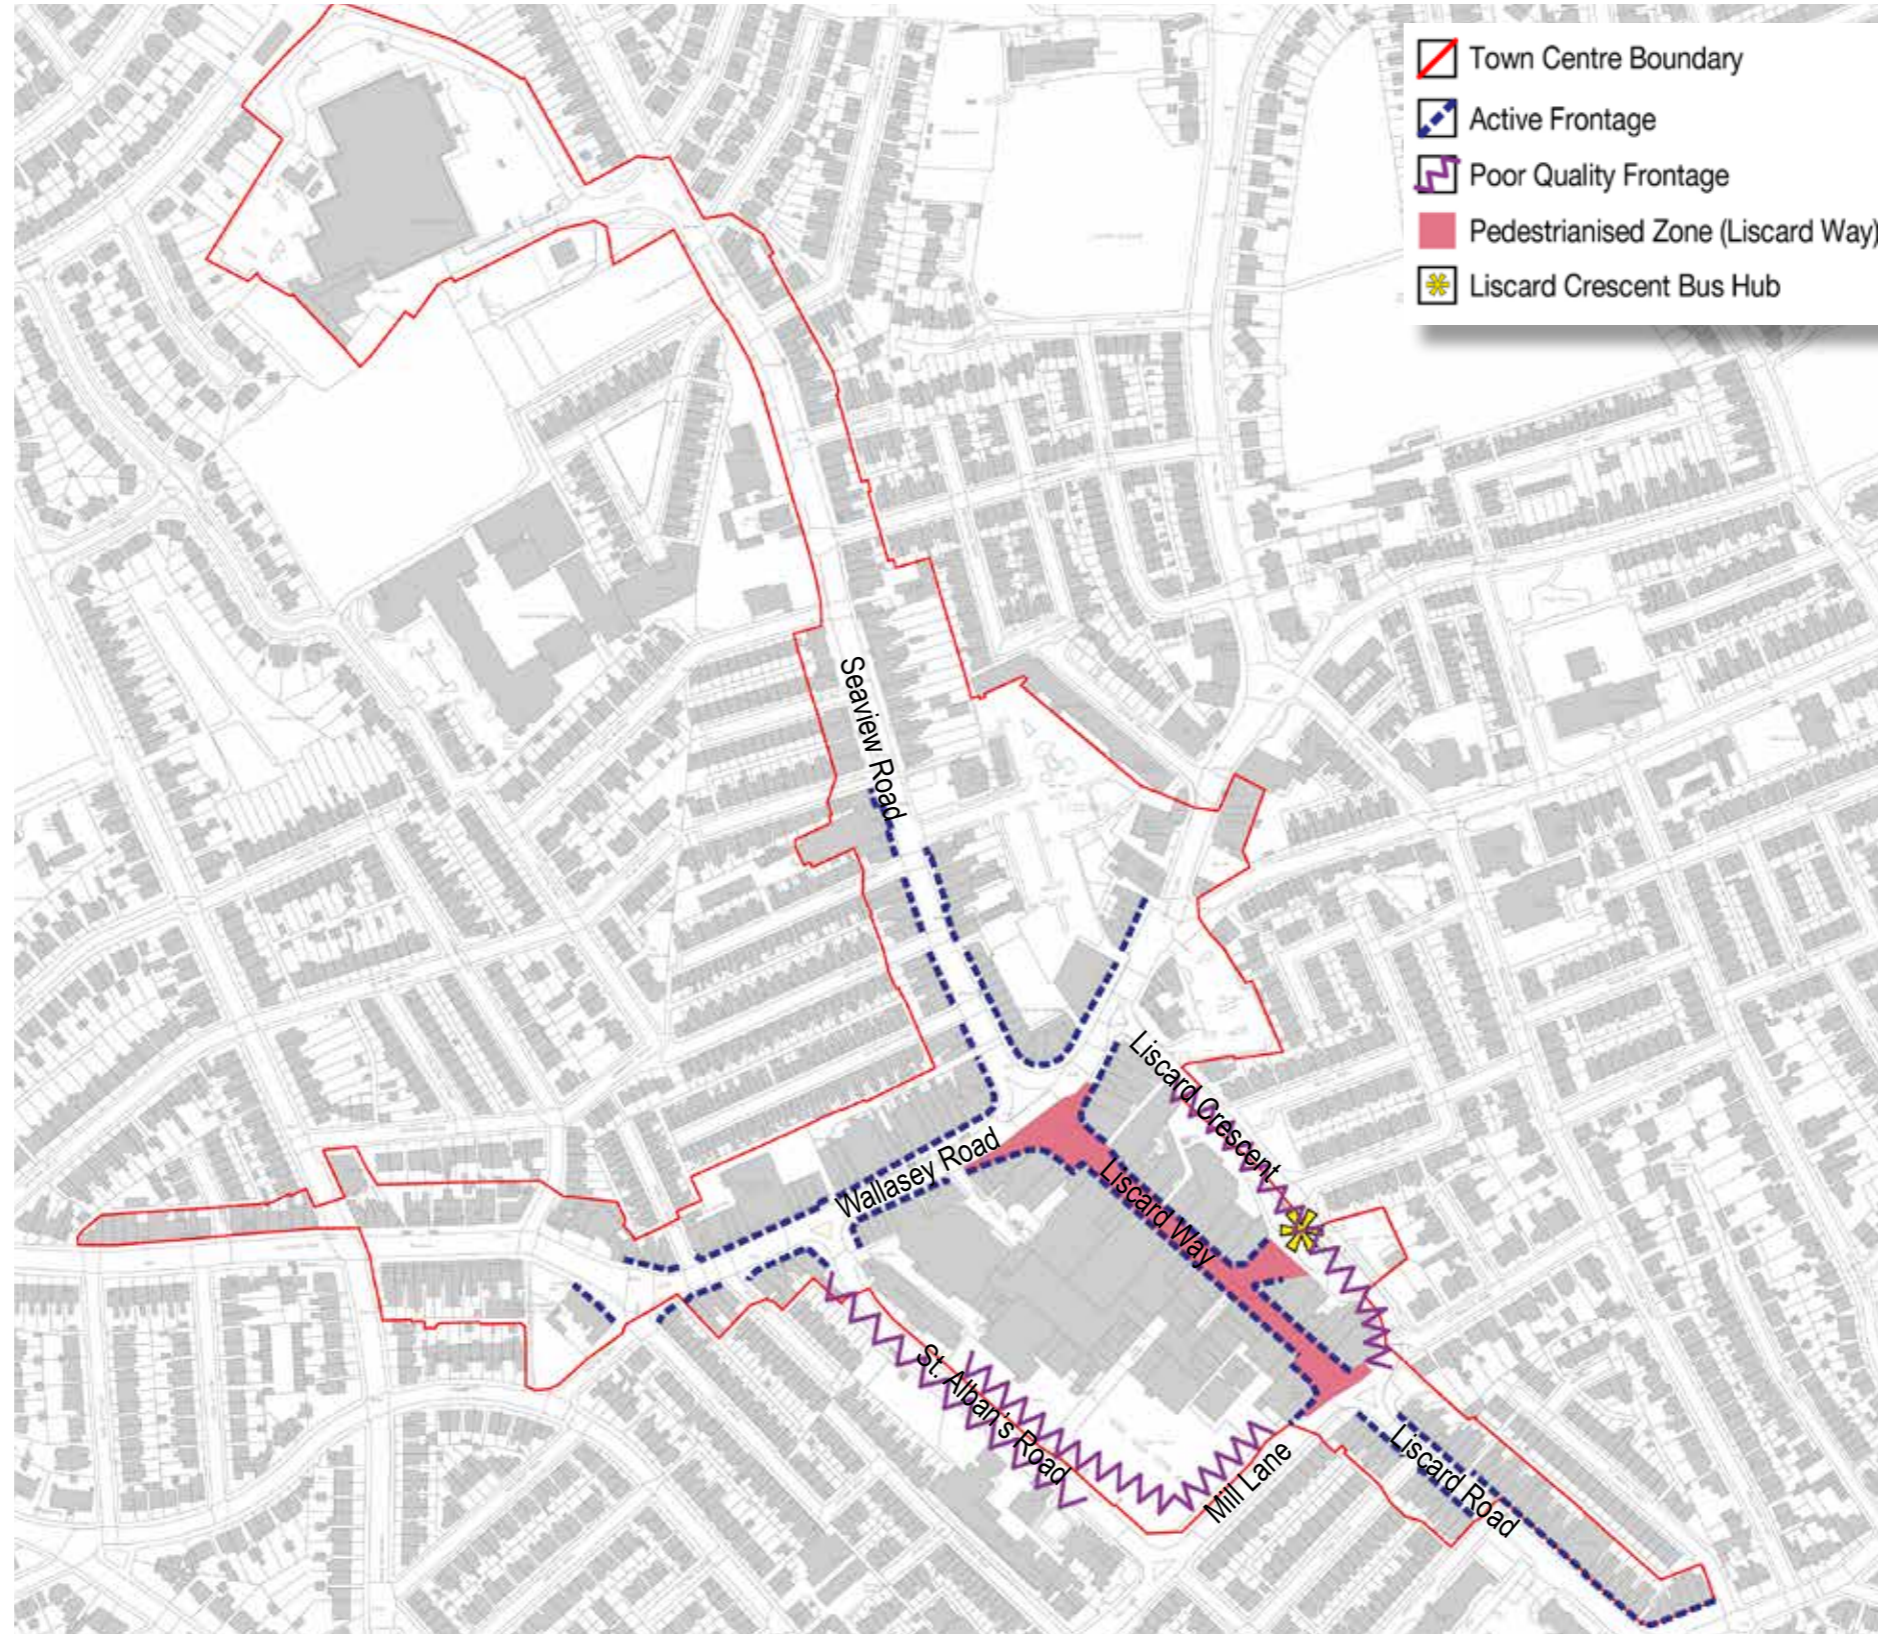 Town Centre Boundary
Active Frontage
Poor Quality Frontage
Pedestrianised Zone (Liscard Way)
Liscard Crescent Bus Hub
Seaview Road
Liscard Crescent
Wallasey Road
Liscard Way
St. Alban's Road
Mill Lane
Liscard Road